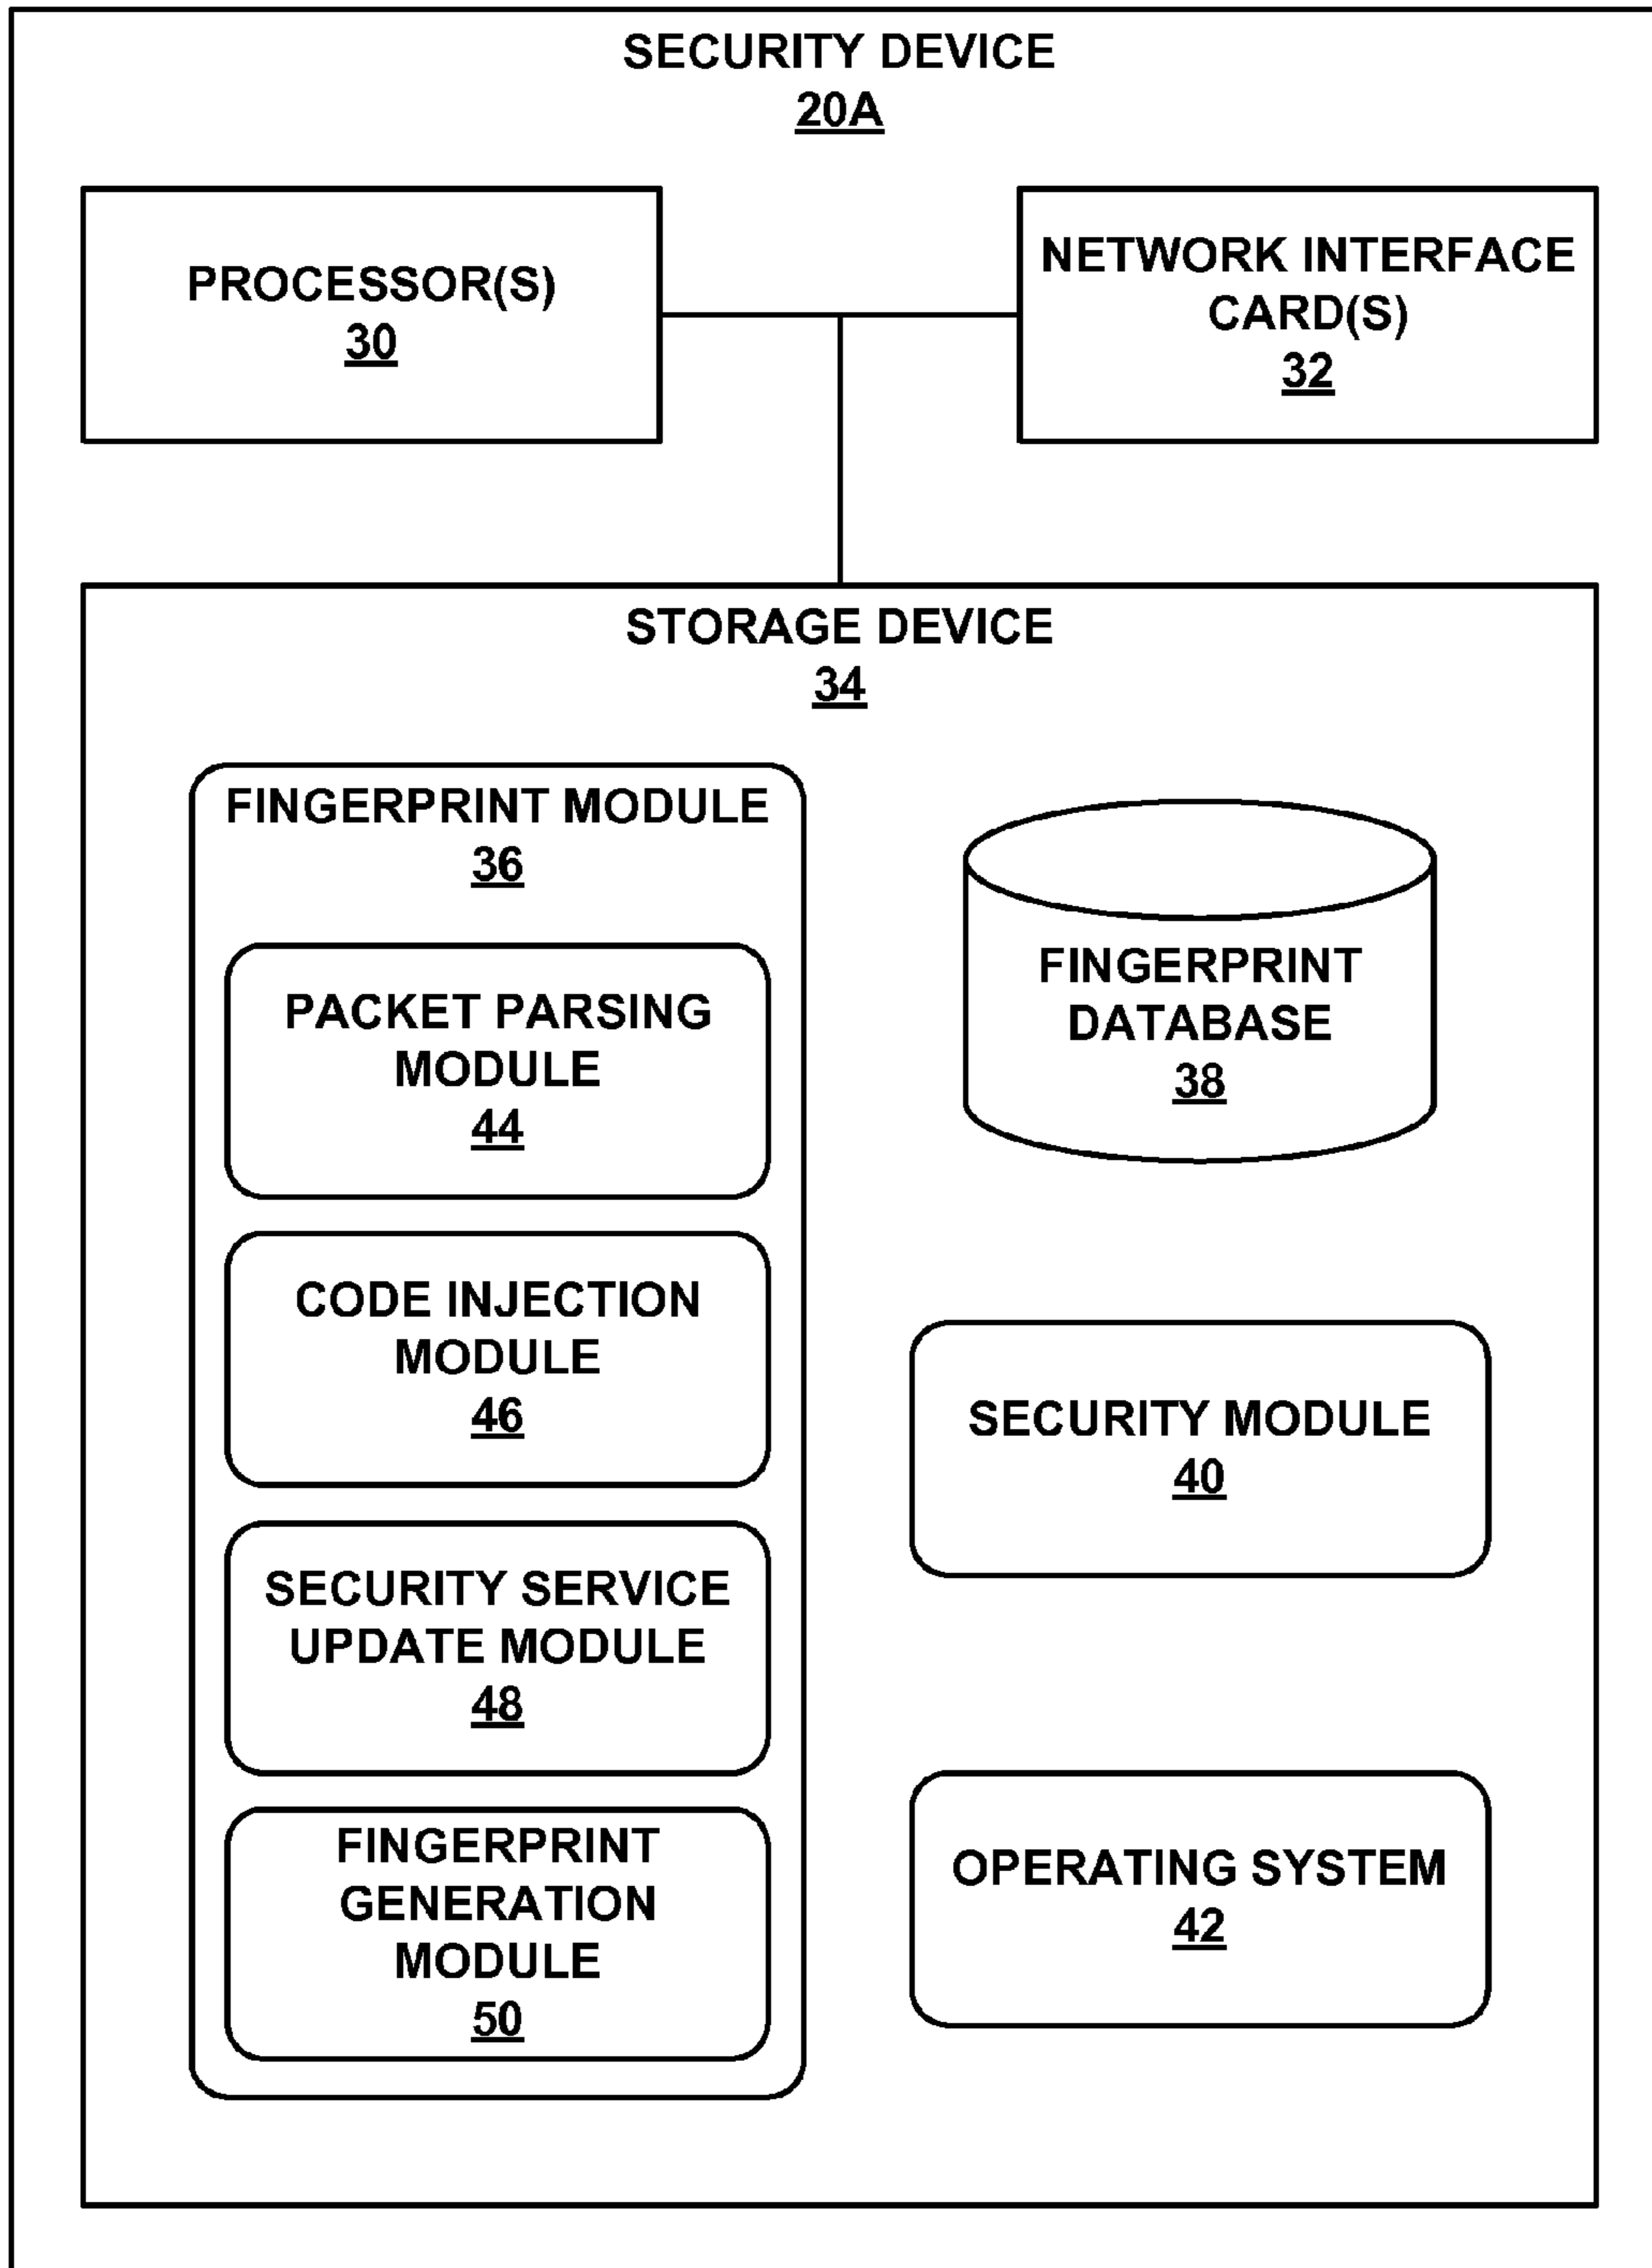 SECURITY DEVICE
20A
PROCESSOR(S)
30
NETWORK INTERFACE
CARD(S)
32
STORAGE DEVICE
34
FINGERPRINT MODULE
36
PACKET PARSING
MODULE
44
CODE INJECTION
MODULE
46
SECURITY SERVICE
UPDATE MODULE
48
FINGERPRINT
GENERATION
MODULE
50
FINGERPRINT
DATABASE
38
SECURITY MODULE
40
OPERATING SYSTEM
42